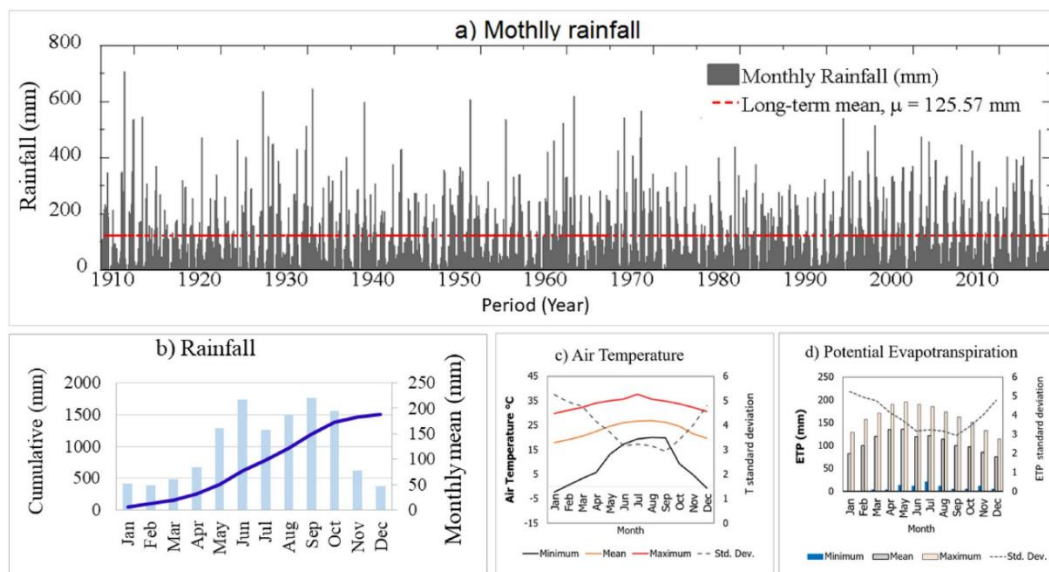 a) Mothlly rainfall
800
600
400
200
0
Rainfall (mm)
Monthly Rainfall (mm)
Long-term mean, μ = 125.57 mm
1910 1920 1930 1940 1950 1960 1970 1980 1990 2000 2010
Period (Year)
b) Rainfall
Cumulative (mm)
2000
1500
1000
500
0
250
200
150
100
50
0
Monthly mean (mm)
Jan Feb Mar Apr May Jun Jul Aug Sep Oct Nov Dec
c) Air Temperature
Air Temperature °C
45
35
25
15
5
-5
-15
6
5
4
3
2
1
0
T standard deviation
Jan Feb Mar Apr May Jun Jul Aug Sep Oct Nov Dec
Month
Minimum Mean Maximum Std. Dev.
d) Potential Evapotranspiration
ETP (mm)
250
200
150
100
50
0
6
5
4
3
2
1
0
ETP standard deviation
Jan Feb Mar Apr May Jun Jul Aug Sep Oct Nov Dec
Month
Minimum Mean Maximum Std. Dev.